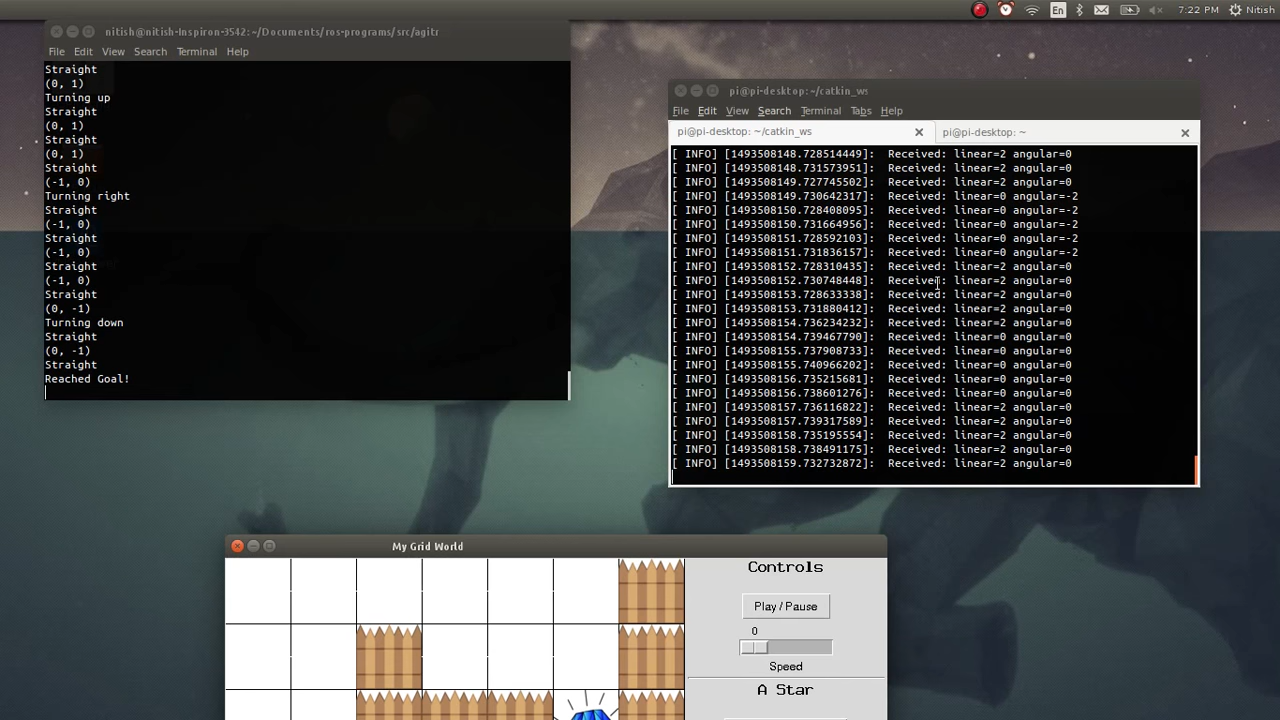 En
7:22 PM
Nitish
nitish@nitish-Inspiron-3542: ~/Documents/ros-programs/src/agitr
File Edit View Search Terminal Help
Straight
(0, 1)
Turning up
Straight
(0, 1)
Straight
(0, 1)
Straight
(-1, 0)
Turning right
Straight
(-1, 0)
Straight
(-1, 0)
Straight
(-1, 0)
Straight
(0, -1)
Turning down
Straight
(0, -1)
Straight
Reached Goal!
pi@pi-desktop: ~/catkin_ws
File Edit View Search Terminal Tabs Help
pi@pi-desktop: ~/catkin_ws
pi@pi-desktop: ~
[ INFO] [1493508148.728514449]: Received: linear=2 angular=0
[ INFO] [1493508148.731573951]: Received: linear=2 angular=0
[ INFO] [1493508149.727745502]: Received: linear=2 angular=0
[ INFO] [1493508149.730642317]: Received: linear=0 angular=-2
[ INFO] [1493508150.728408095]: Received: linear=0 angular=-2
[ INFO] [1493508150.731664956]: Received: linear=0 angular=-2
[ INFO] [1493508151.728592103]: Received: linear=0 angular=-2
[ INFO] [1493508151.731836157]: Received: linear=0 angular=-2
[ INFO] [1493508152.728310435]: Received: linear=2 angular=0
[ INFO] [1493508152.730748448]: Received: linear=2 angular=0
[ INFO] [1493508153.728633338]: Received: linear=2 angular=0
[ INFO] [1493508153.731880412]: Received: linear=2 angular=0
[ INFO] [1493508154.736234232]: Received: linear=2 angular=0
[ INFO] [1493508154.739467790]: Received: linear=2 angular=0
[ INFO] [1493508155.737908733]: Received: linear=0 angular=0
[ INFO] [1493508155.740966202]: Received: linear=0 angular=0
[ INFO] [1493508156.735215681]: Received: linear=0 angular=0
[ INFO] [1493508156.738601276]: Received: linear=0 angular=0
[ INFO] [1493508157.736116822]: Received: linear=2 angular=0
[ INFO] [1493508157.739317589]: Received: linear=2 angular=0
[ INFO] [1493508158.735195554]: Received: linear=2 angular=0
[ INFO] [1493508158.738491175]: Received: linear=2 angular=0
[ INFO] [1493508159.732732872]: Received: linear=2 angular=0
My Grid World
Controls
Play / Pause
0
Speed
A Star